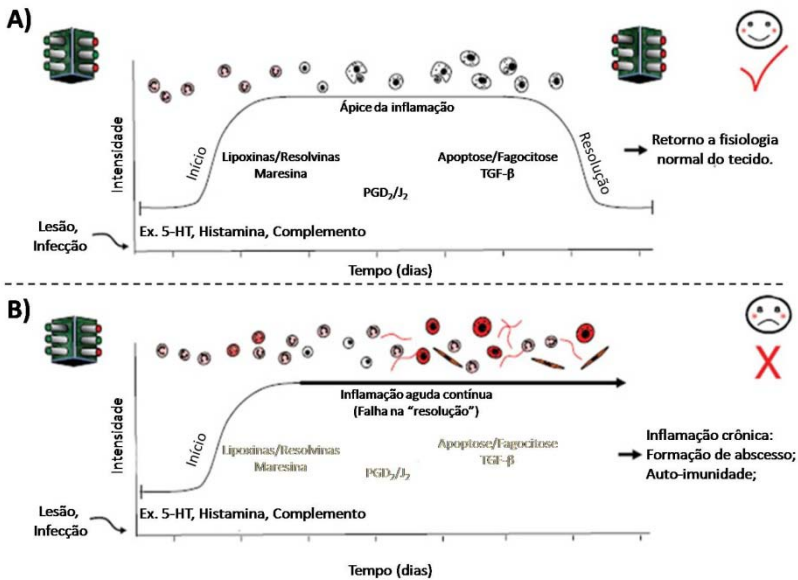 A)
Intensidade
Início
Ápice da inflamação
Resolução
Lipoxinas/Resolvinas
Maresina
PGD₂/J₂
Apoptose/Fagocitose
TGF-β
Retorno a fisiologia
normal do tecido.
Lesão,
Infecção
Ex. 5-HT, Histamina, Complemento
Tempo (dias)
B)
Intensidade
Início
Inflamação aguda contínua
(Falha na “resolução”)
Lipoxinas/Resolvinas
Maresina
PGD₂/J₂
Apoptose/Fagocitose
TGF-β
Inflamação crônica:
Formação de abscesso;
Auto-imunidade;
Lesão,
Infecção
Ex. 5-HT, Histamina, Complemento
Tempo (dias)